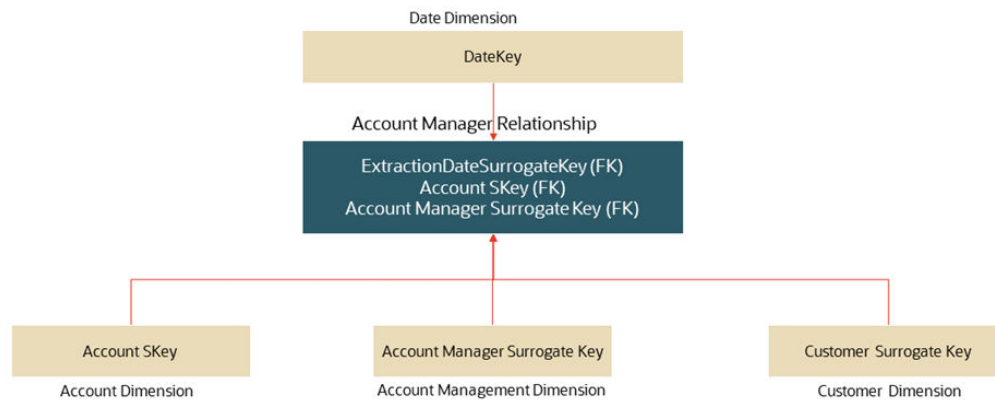 Date Dimension
DateKey
Account Manager Relationship
ExtractionDateSurrogateKey (FK)
Account SKey (FK)
Account Manager Surrogate Key (FK)
Account SKey
Account Manager Surrogate Key
Customer Surrogate Key
Account Dimension
Account Management Dimension
Customer Dimension